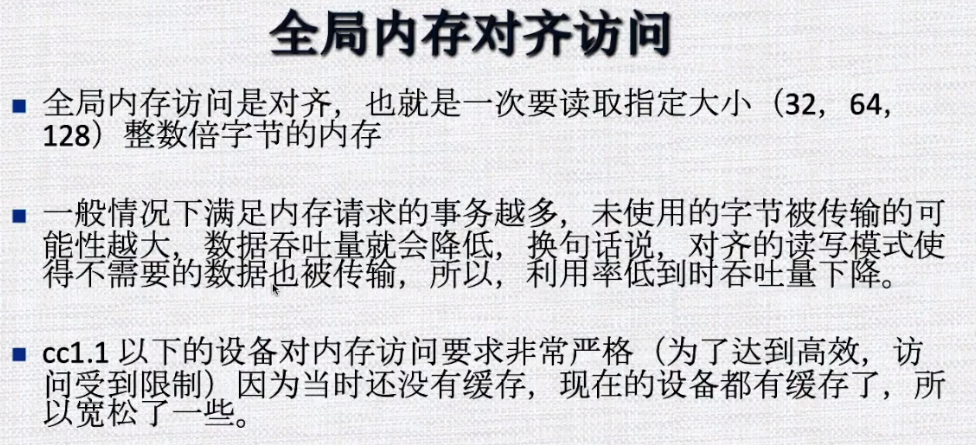 全局内存对齐访问
全局内存访问是对齐，也就是一次要读取指定大小（32，64，
128）整数倍字节的内存
一般情况下满足内存请求的事务越多，未使用的字节被传输的可
能性越大，数据吞吐量就会降低，换句话说，对齐的读写模式使
得不需要的数据也被传输，所以，利用率低到时吞吐量下降。
cc1.1 以下的设备对内存访问要求非常严格（为了达到高效，访
问受到限制）因为当时还没有缓存，现在的设备都有缓存了，所
以宽松了一些。